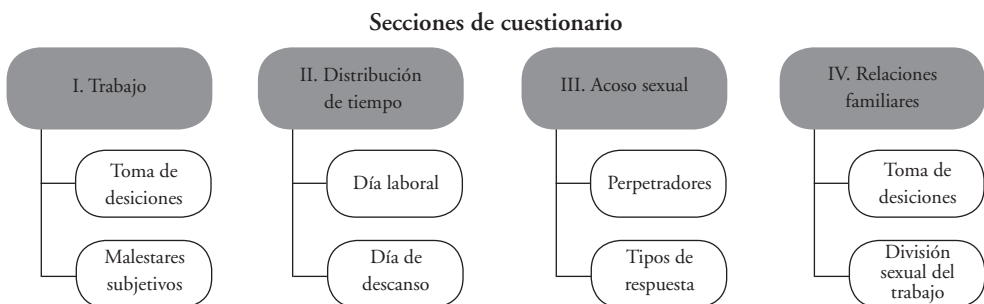 Secciones de cuestionario
I. Trabajo
Toma de
desiciones
Malestares
subjetivos
II. Distribución
de tiempo
Día laboral
Día de
descanso
III. Acoso sexual
Perpetradores
Tipos de
respuesta
IV. Relaciones
familiares
Toma de
desiciones
División
sexual del
trabajo